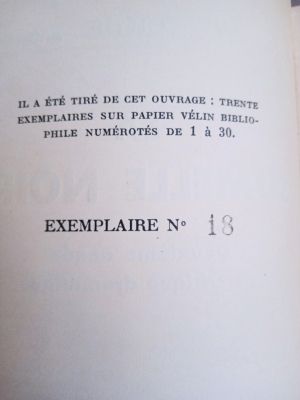 IL A ÉTÉ TIRÉ DE CET OUVRAGE : TRENTE
EXEMPLAIRES SUR PAPIER VÉLIN BIBLIO-
PHILE NUMÉROTÉS DE 1 à 30.
EXEMPLAIRE N° 18